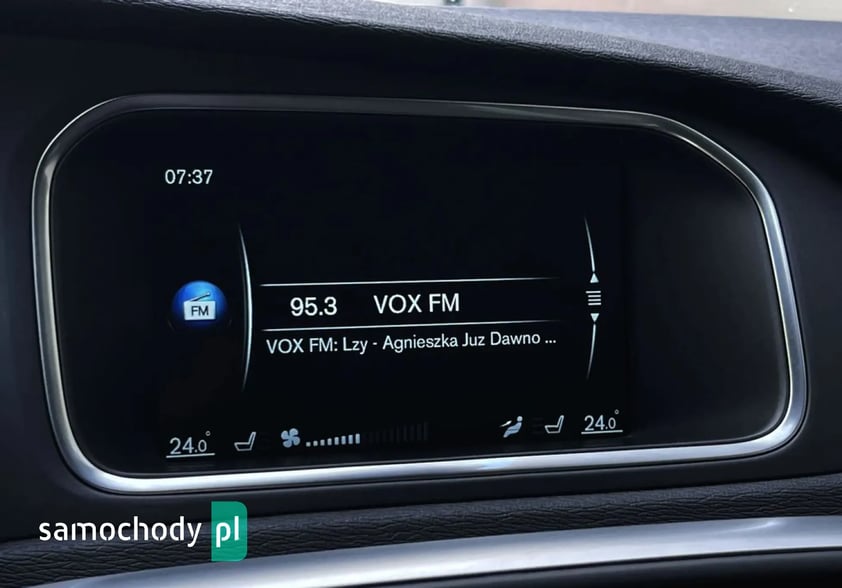 07:37
FM
95.3 VOX FM
VOX FM: Lzy - Agnieszka Juz Dawno ...
24.0° 24.0°
samochody pl